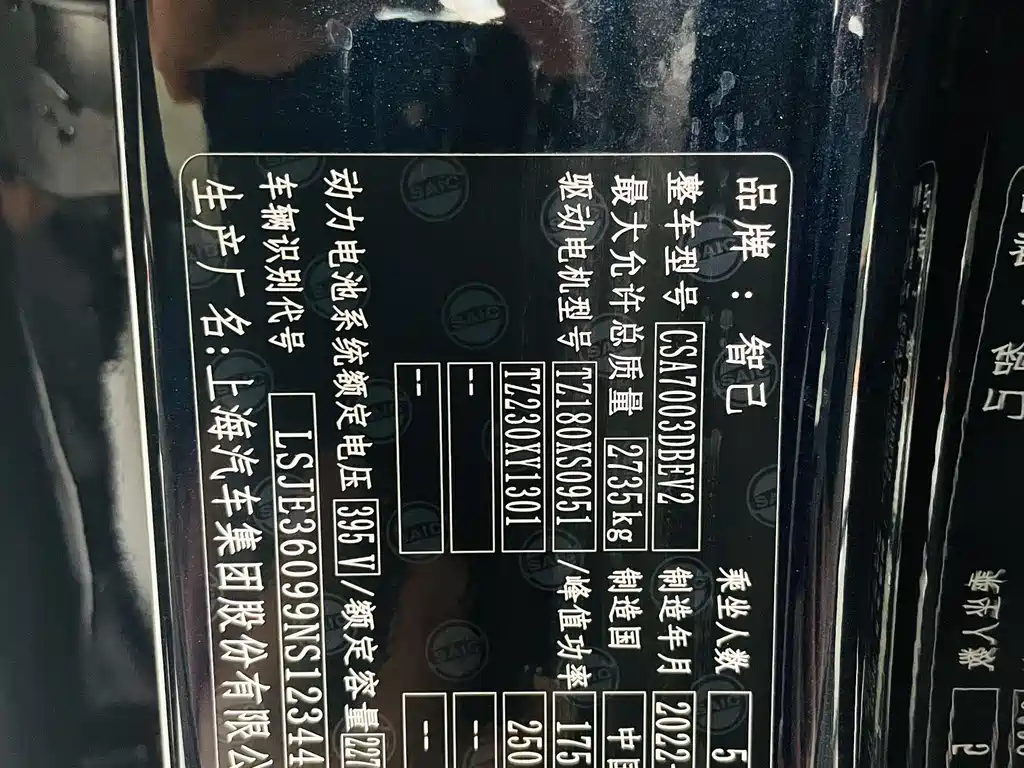 品牌：智己 乘坐人数 5
整车型号 CSA7003DBEV2 制造年月 2022-
最大允许总质量 2735kg 制造国 中国
驱动电机型号 TZ180XS0951 /峰值功率 175
TZ230XY1301 250
-- --
-- --
动力电池系统额定电压 395 V /额定容量 227
车辆识别代号 LSJE36099NS12344
生产厂名:上海汽车集团股份有限公
SAIC